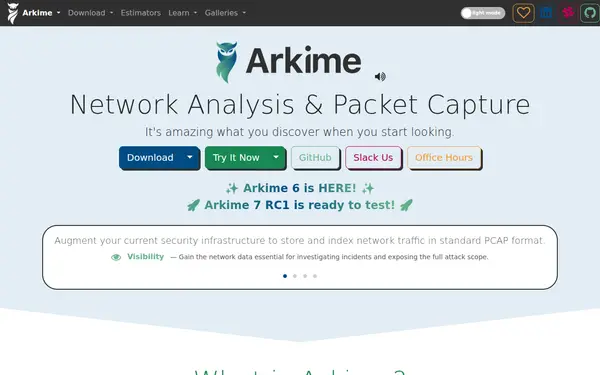 Arkime Download Estimators Learn Galleries light mode
Arkime
Network Analysis & Packet Capture
It's amazing what you discover when you start looking.
Download Try It Now GitHub Slack Us Office Hours
✨ Arkime 6 is HERE! ✨
🚀 Arkime 7 RC1 is ready to test! 🚀
Augment your current security infrastructure to store and index network traffic in standard PCAP format.
Visibility — Gain the network data essential for investigating incidents and exposing the full attack scope.
What is Arkime?